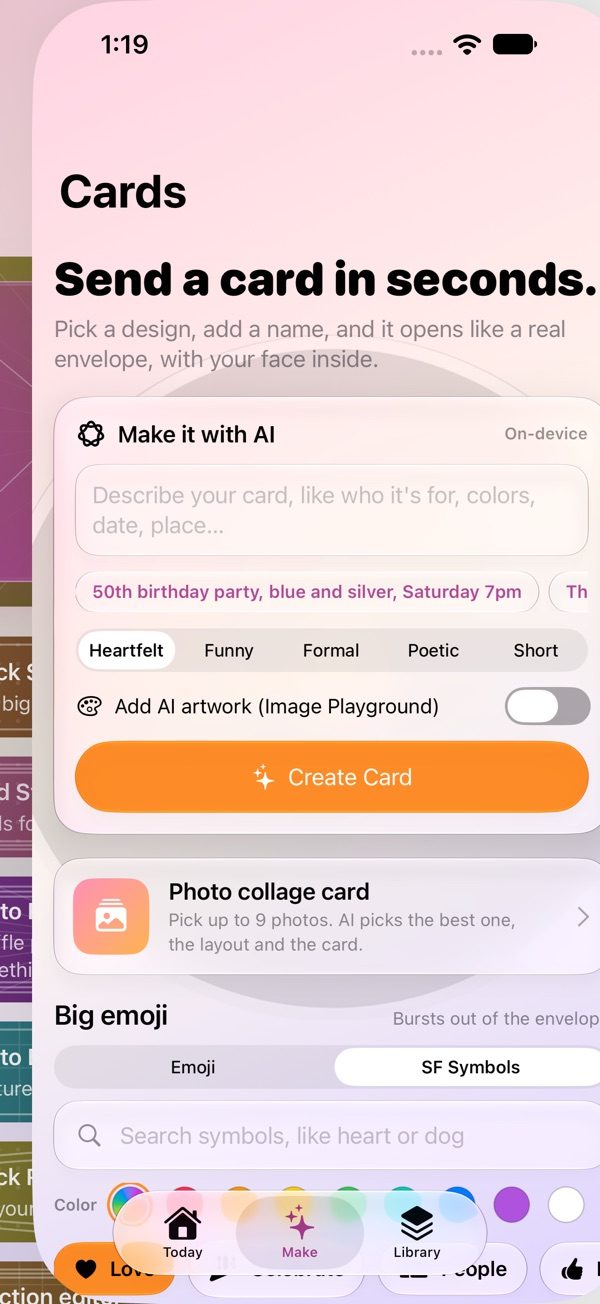 1:19
Cards
Send a card in seconds.
Pick a design, add a name, and it opens like a real
envelope, with your face inside.
Make it with AI
On-device
Describe your card, like who it's for, colors,
date, place...
50th birthday party, blue and silver, Saturday 7pm
Th
Heartfelt
Funny
Formal
Poetic
Short
Add AI artwork (Image Playground)
Create Card
Photo collage card
Pick up to 9 photos. AI picks the best one,
the layout and the card.
Big emoji
Bursts out of the envelop
Emoji
SF Symbols
Search symbols, like heart or dog
Color
Today
Make
Library
Love